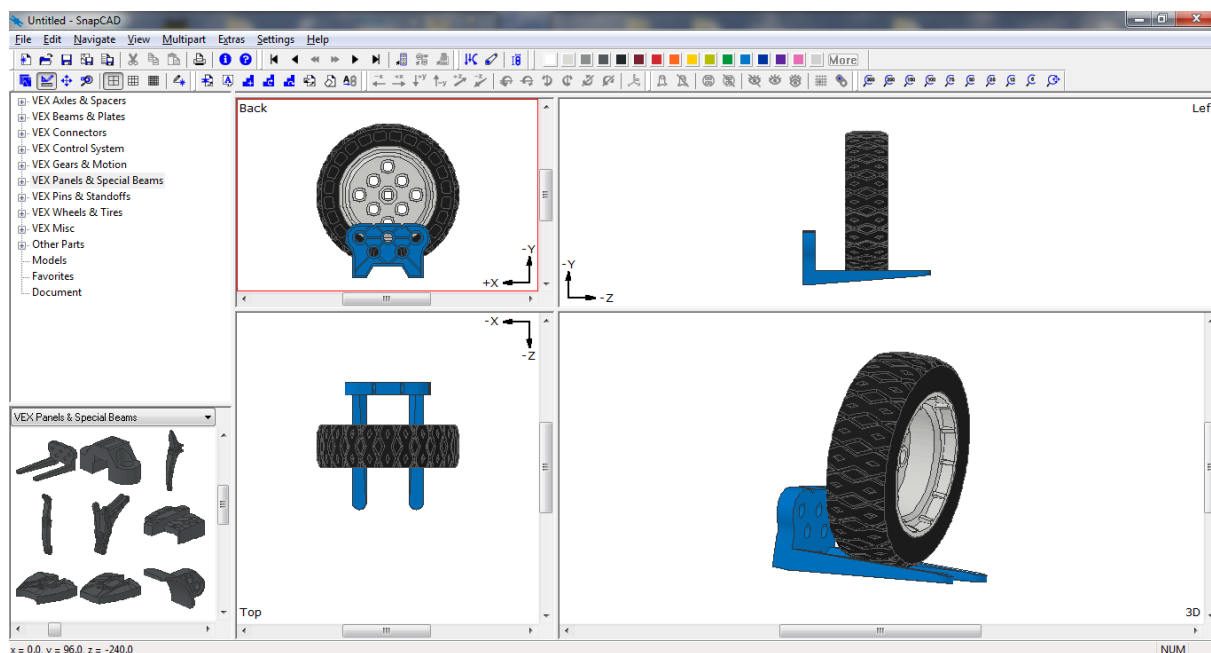 Untitled - SnapCAD
File Edit Navigate View Multipart Extras Settings Help
More
VEX Axles & Spacers
VEX Beams & Plates
VEX Connectors
VEX Control System
VEX Gears & Motion
VEX Panels & Special Beams
VEX Pins & Standoffs
VEX Wheels & Tires
VEX Misc
Other Parts
Models
Favorites
Document
Back
-Y
+X
Left
-Y
-Z
-X
-Z
Top
3D
VEX Panels & Special Beams
x = 0.0, y = 96.0, z = -240.0
NUM